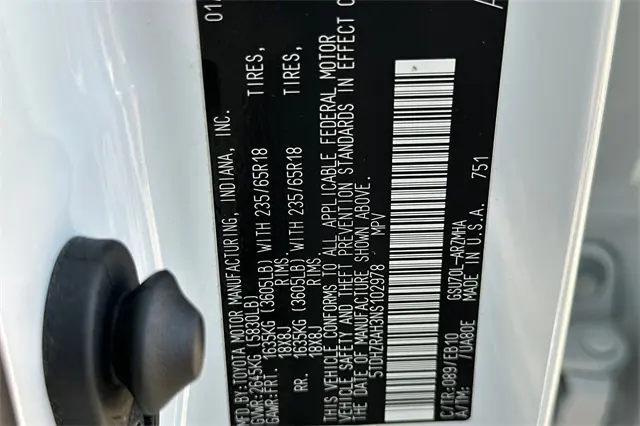 01
MFD.BY:TOYOTA MOTOR MANUFACTURING, INDIANA, INC.
GVWR:2645KG (5830LB)
GAWR:FRT. 1635KG (3605LB) WITH 235/65R18 TIRES,
18X8J RIMS.
RR. 1635KG (3605LB) WITH 235/65R18 TIRES,
18X8J RIMS.
THIS VEHICLE CONFORMS TO ALL APPLICABLE FEDERAL MOTOR
VEHICLE SAFETY AND THEFT PREVENTION STANDARDS IN EFFECT O
THE DATE OF MANUFACTURE SHOWN ABOVE.
5TDHZRAH3NS102978 MPV
751
GSU70L-ARZMHA
C/TR:089/EB10
A/TM: /UA80E MADE IN U.S.A.